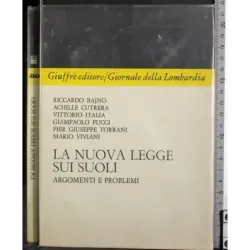 Giuffrè editore/Giornale della Lombardia
RICCARDO BAJNO
ACHILLE CUTRERA
VITTORIO ITALIA
GIAMPAOLO PUCCI
PIER GIUSEPPE TORRANI
MARIO VIVIANI
LA NUOVA LEGGE
SUI SUOLI
ARGOMENTI E PROBLEMI